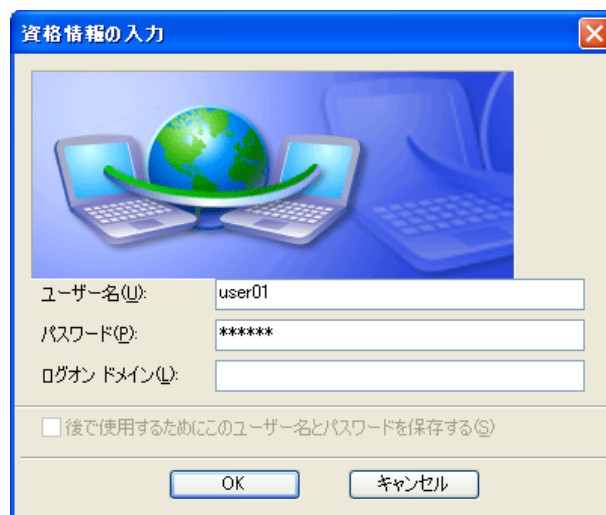 資格情報の入力
ユーザー名(U): user01
パスワード(P): ******
ログオン ドメイン(L):
後で使用するためにこのユーザー名とパスワードを保存する(S)
OK キャンセル